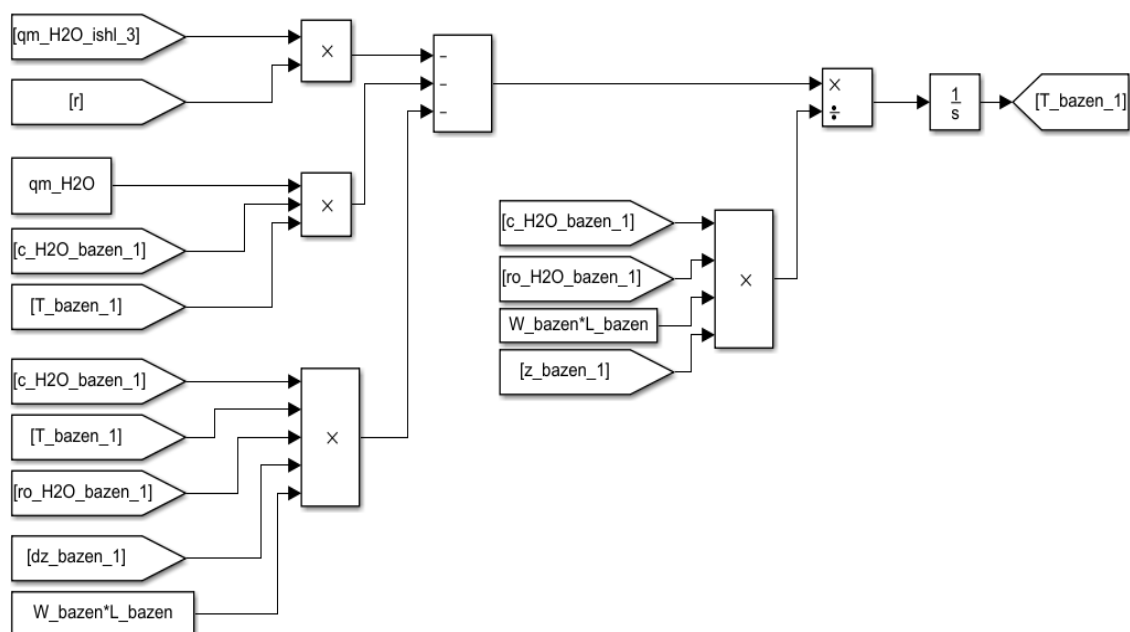 [qm_H2O_ishl_3]
[r]
×
-
-
-
×
÷
1
s
[T_bazen_1]
qm_H2O
[c_H2O_bazen_1]
[T_bazen_1]
×
[c_H2O_bazen_1]
[ro_H2O_bazen_1]
W_bazen*L_bazen
[z_bazen_1]
×
[c_H2O_bazen_1]
[T_bazen_1]
[ro_H2O_bazen_1]
[dz_bazen_1]
W_bazen*L_bazen
×